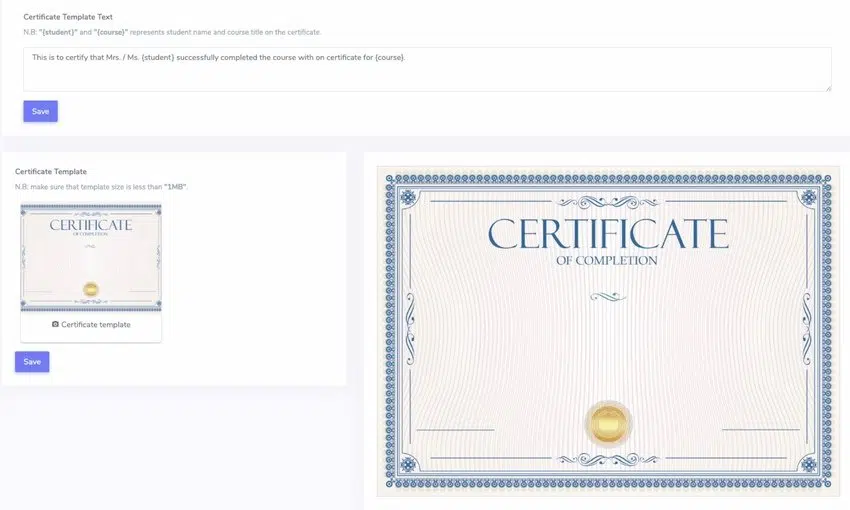 Certificate Template Text
N.B: "{student}" and "{course}" represents student name and course title on the certificate.
This is to certify that Mrs. / Ms. {student} successfully completed the course with on certificate for {course}.
Save
Certificate Template
N.B: make sure that template size is less than "1MB"
CERTIFICATE
OF COMPLETION
Certificate template
Save
CERTIFICATE
OF COMPLETION